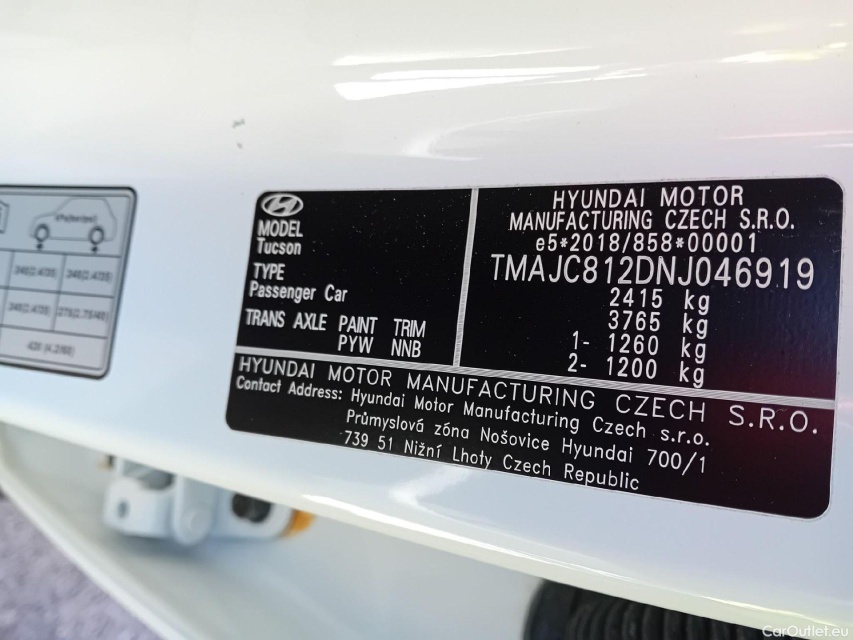 MODEL
Tucson
TYPE
Passenger Car
TRANS AXLE PAINT TRIM
PYW NNB
HYUNDAI MOTOR
MANUFACTURING CZECH S.R.O.
e5*2018/858*00001
TMAJC812DNJ046919
2415 kg
3765 kg
1- 1260 kg
2- 1200 kg
HYUNDAI MOTOR MANUFACTURING CZECH S.R.O.
Contact Address: Hyundai Motor Manufacturing Czech s.r.o.
Průmyslová zóna Nošovice Hyundai 700/1
739 51 Nižní Lhoty Czech Republic
CarOutlet.eu